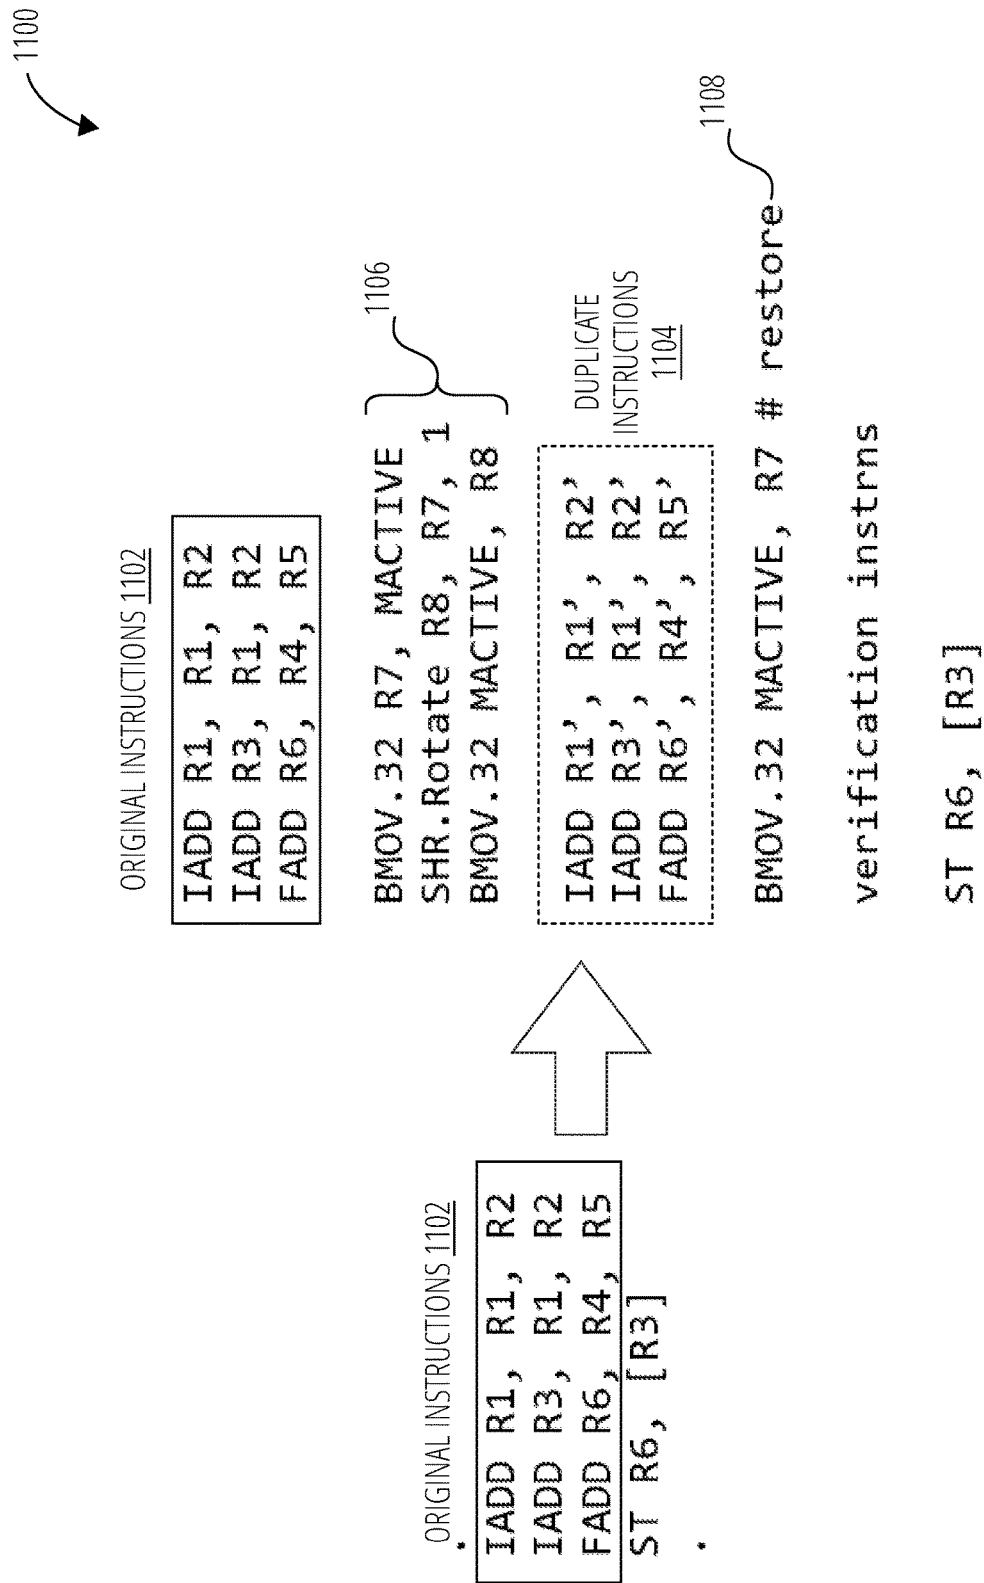 1100
ORIGINAL INSTRUCTIONS 1102
IADD R1, R1, R2
IADD R3, R1, R2
FADD R6, R4, R5
ST R6, [R3]
ORIGINAL INSTRUCTIONS 1102
IADD R1, R1, R2
IADD R3, R1, R2
FADD R6, R4, R5
BMOV.32 R7, MACTIVE
SHR.Rotate R8, R7, 1
BMOV.32 MACTIVE, R8
1106
IADD R1', R1', R2'
IADD R3', R1', R2'
FADD R6', R4', R5'
DUPLICATE
INSTRUCTIONS
1104
BMOV.32 MACTIVE, R7 # restore
1108
verification instrns
ST R6, [R3]